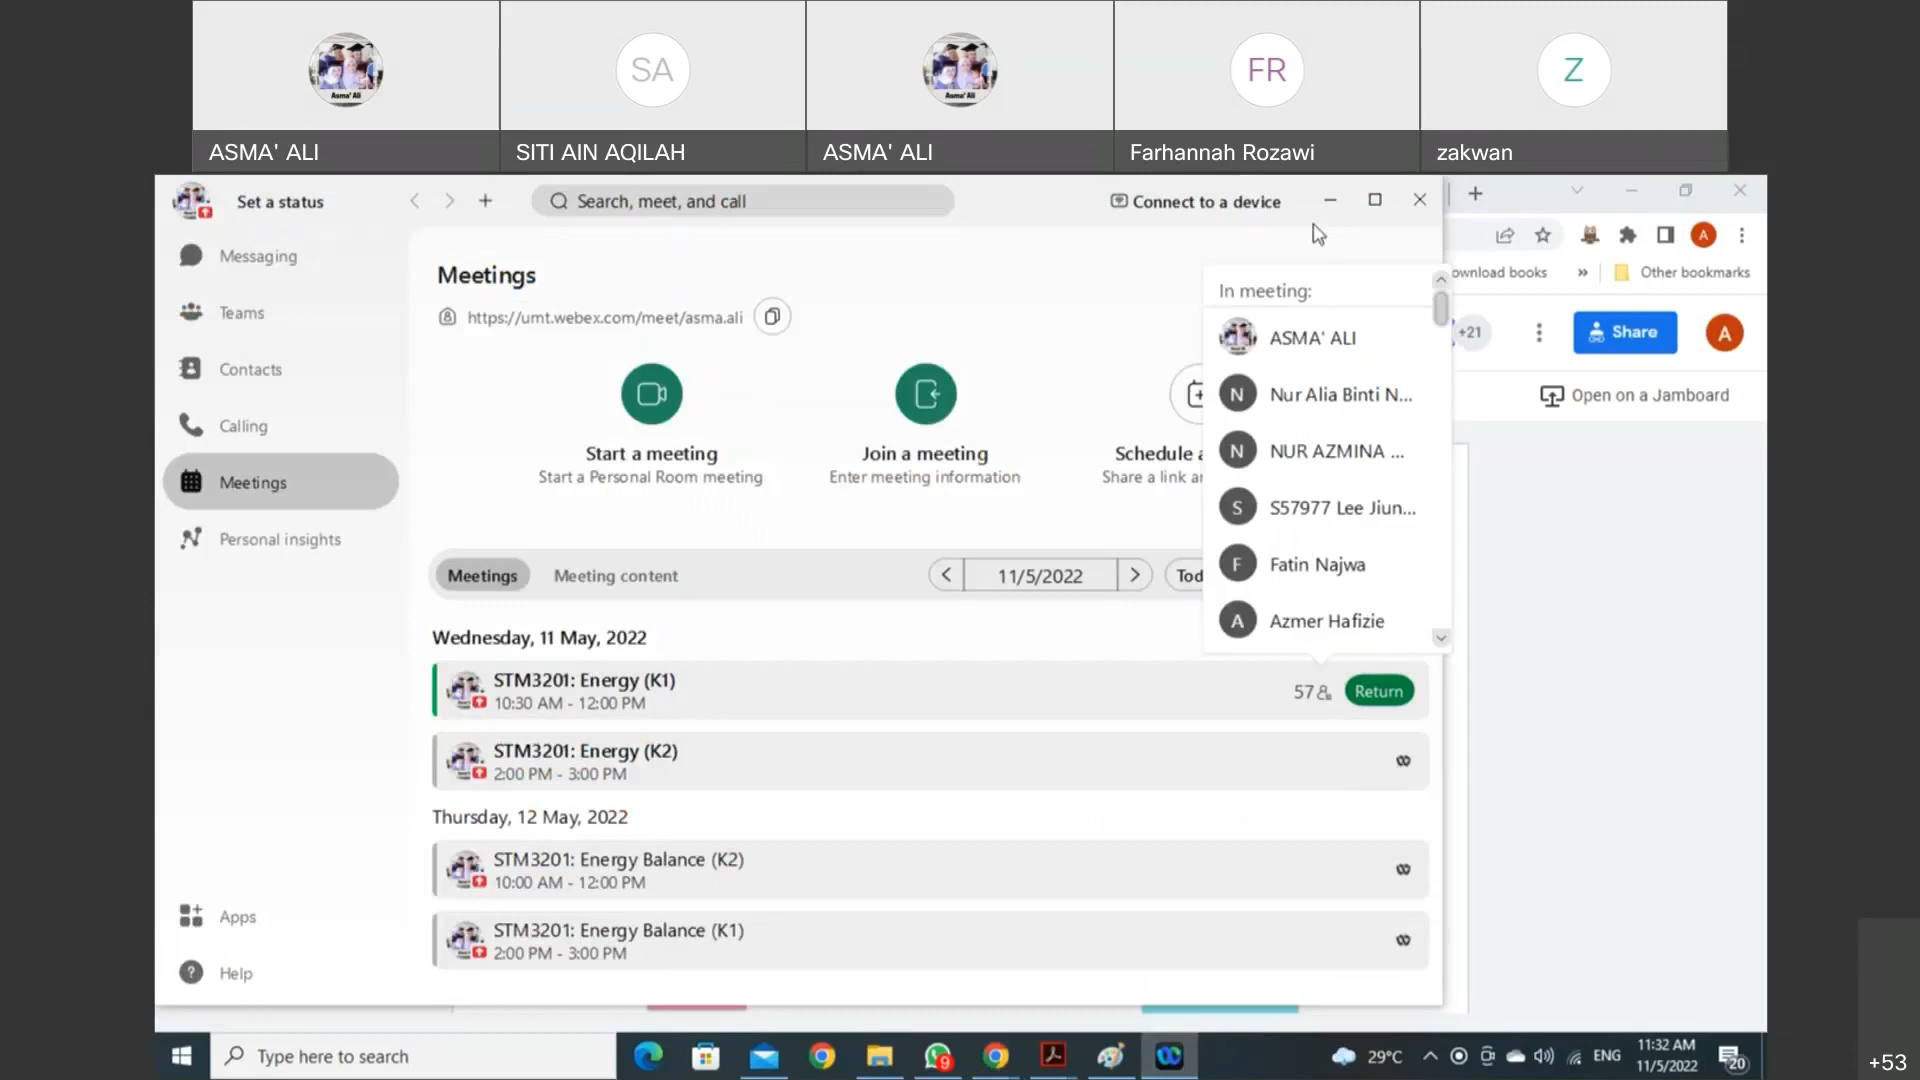 SA
FR
Z
ASMA' ALI
SITI AIN AQILAH
ASMA' ALI
Farhannah Rozawi
zakwan
Set a status
Search, meet, and call
Connect to a device
Messaging
Teams
Contacts
Calling
Meetings
Personal insights
Apps
Help
Meetings
https://umt.webex.com/meet/asma.ali
Start a meeting
Start a Personal Room meeting
Join a meeting
Enter meeting information
Schedule a
Share a link an
Meetings
Meeting content
11/5/2022
Tod
Wednesday, 11 May, 2022
STM3201: Energy (K1)
10:30 AM - 12:00 PM
57
Return
STM3201: Energy (K2)
2:00 PM - 3:00 PM
Thursday, 12 May, 2022
STM3201: Energy Balance (K2)
10:00 AM - 12:00 PM
STM3201: Energy Balance (K1)
2:00 PM - 3:00 PM
In meeting:
ASMA' ALI
N Nur Alia Binti N...
N NUR AZMINA ...
S S57977 Lee Jiun...
F Fatin Najwa
A Azmer Hafizie
A
ownload books
»
Other bookmarks
+21
Share
A
Open on a Jamboard
Type here to search
9
29°C
ENG
11:32 AM
11/5/2022
20
+53